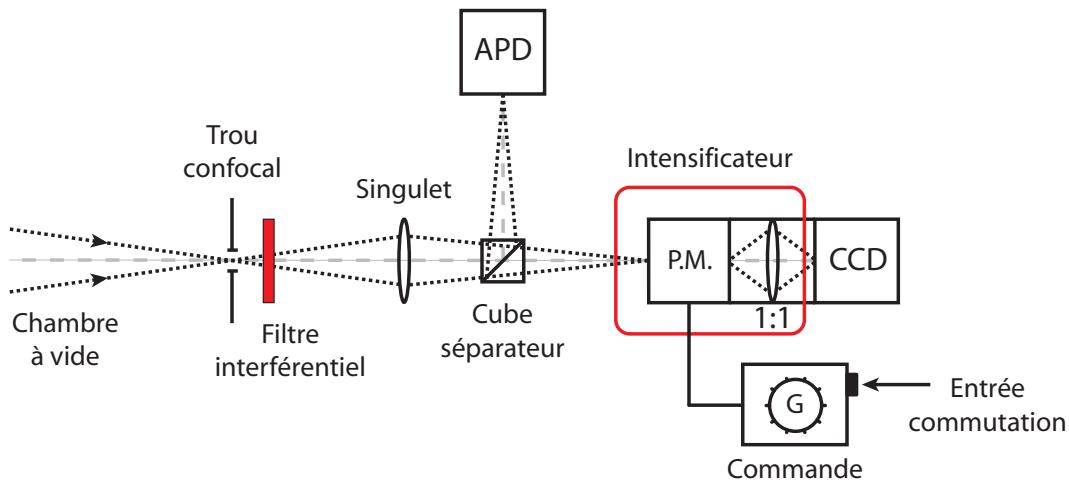 APD
Trou
confocal
Intensificateur
Singulet
P.M.
CCD
1:1
Chambre
à vide
Filtre
interférentiel
Cube
séparateur
G
Entrée
commutation
Commande